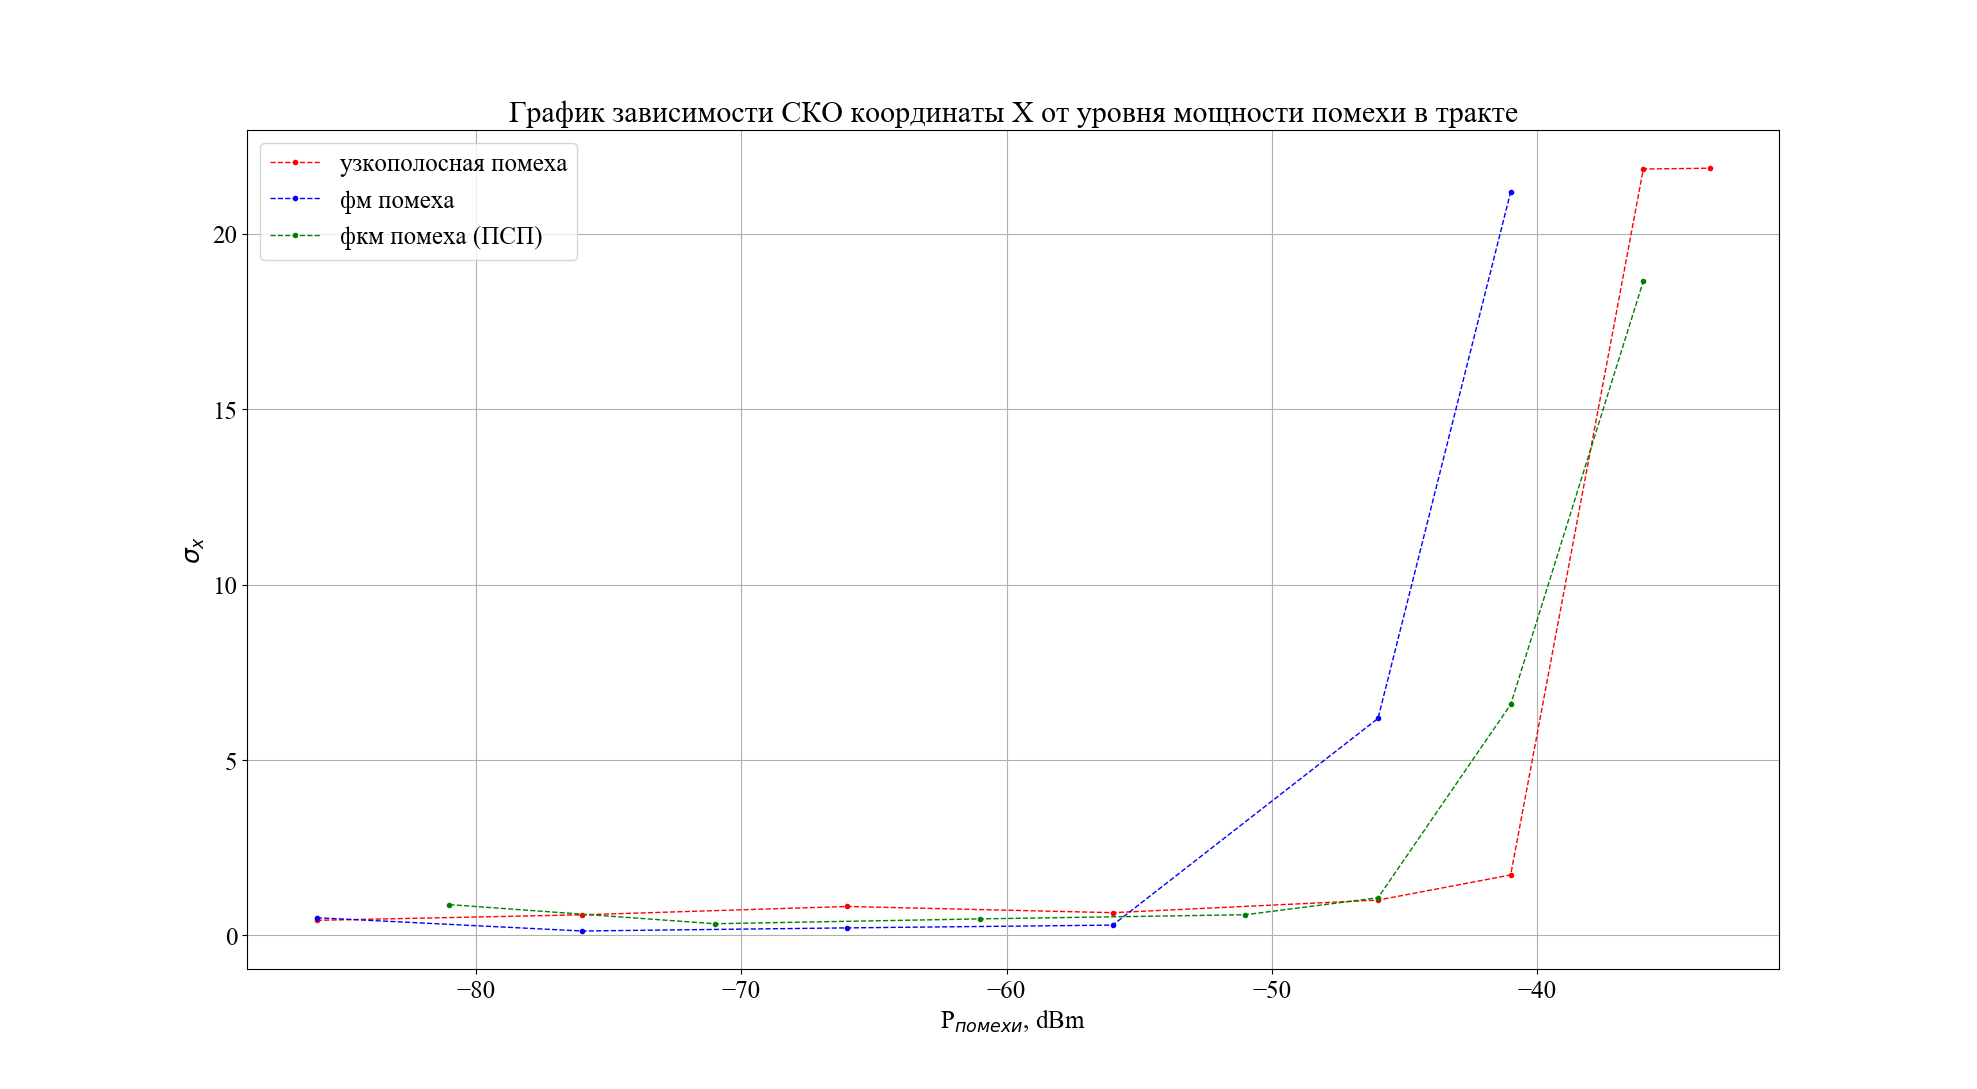 График зависимости СКО координаты X от уровня мощности помехи в тракте
узкополосная помеха
фм помеха
фкм помеха (ПСП)
20
15
10
5
0
σx
−80 −70 −60 −50 −40
Pпомехи, dBm